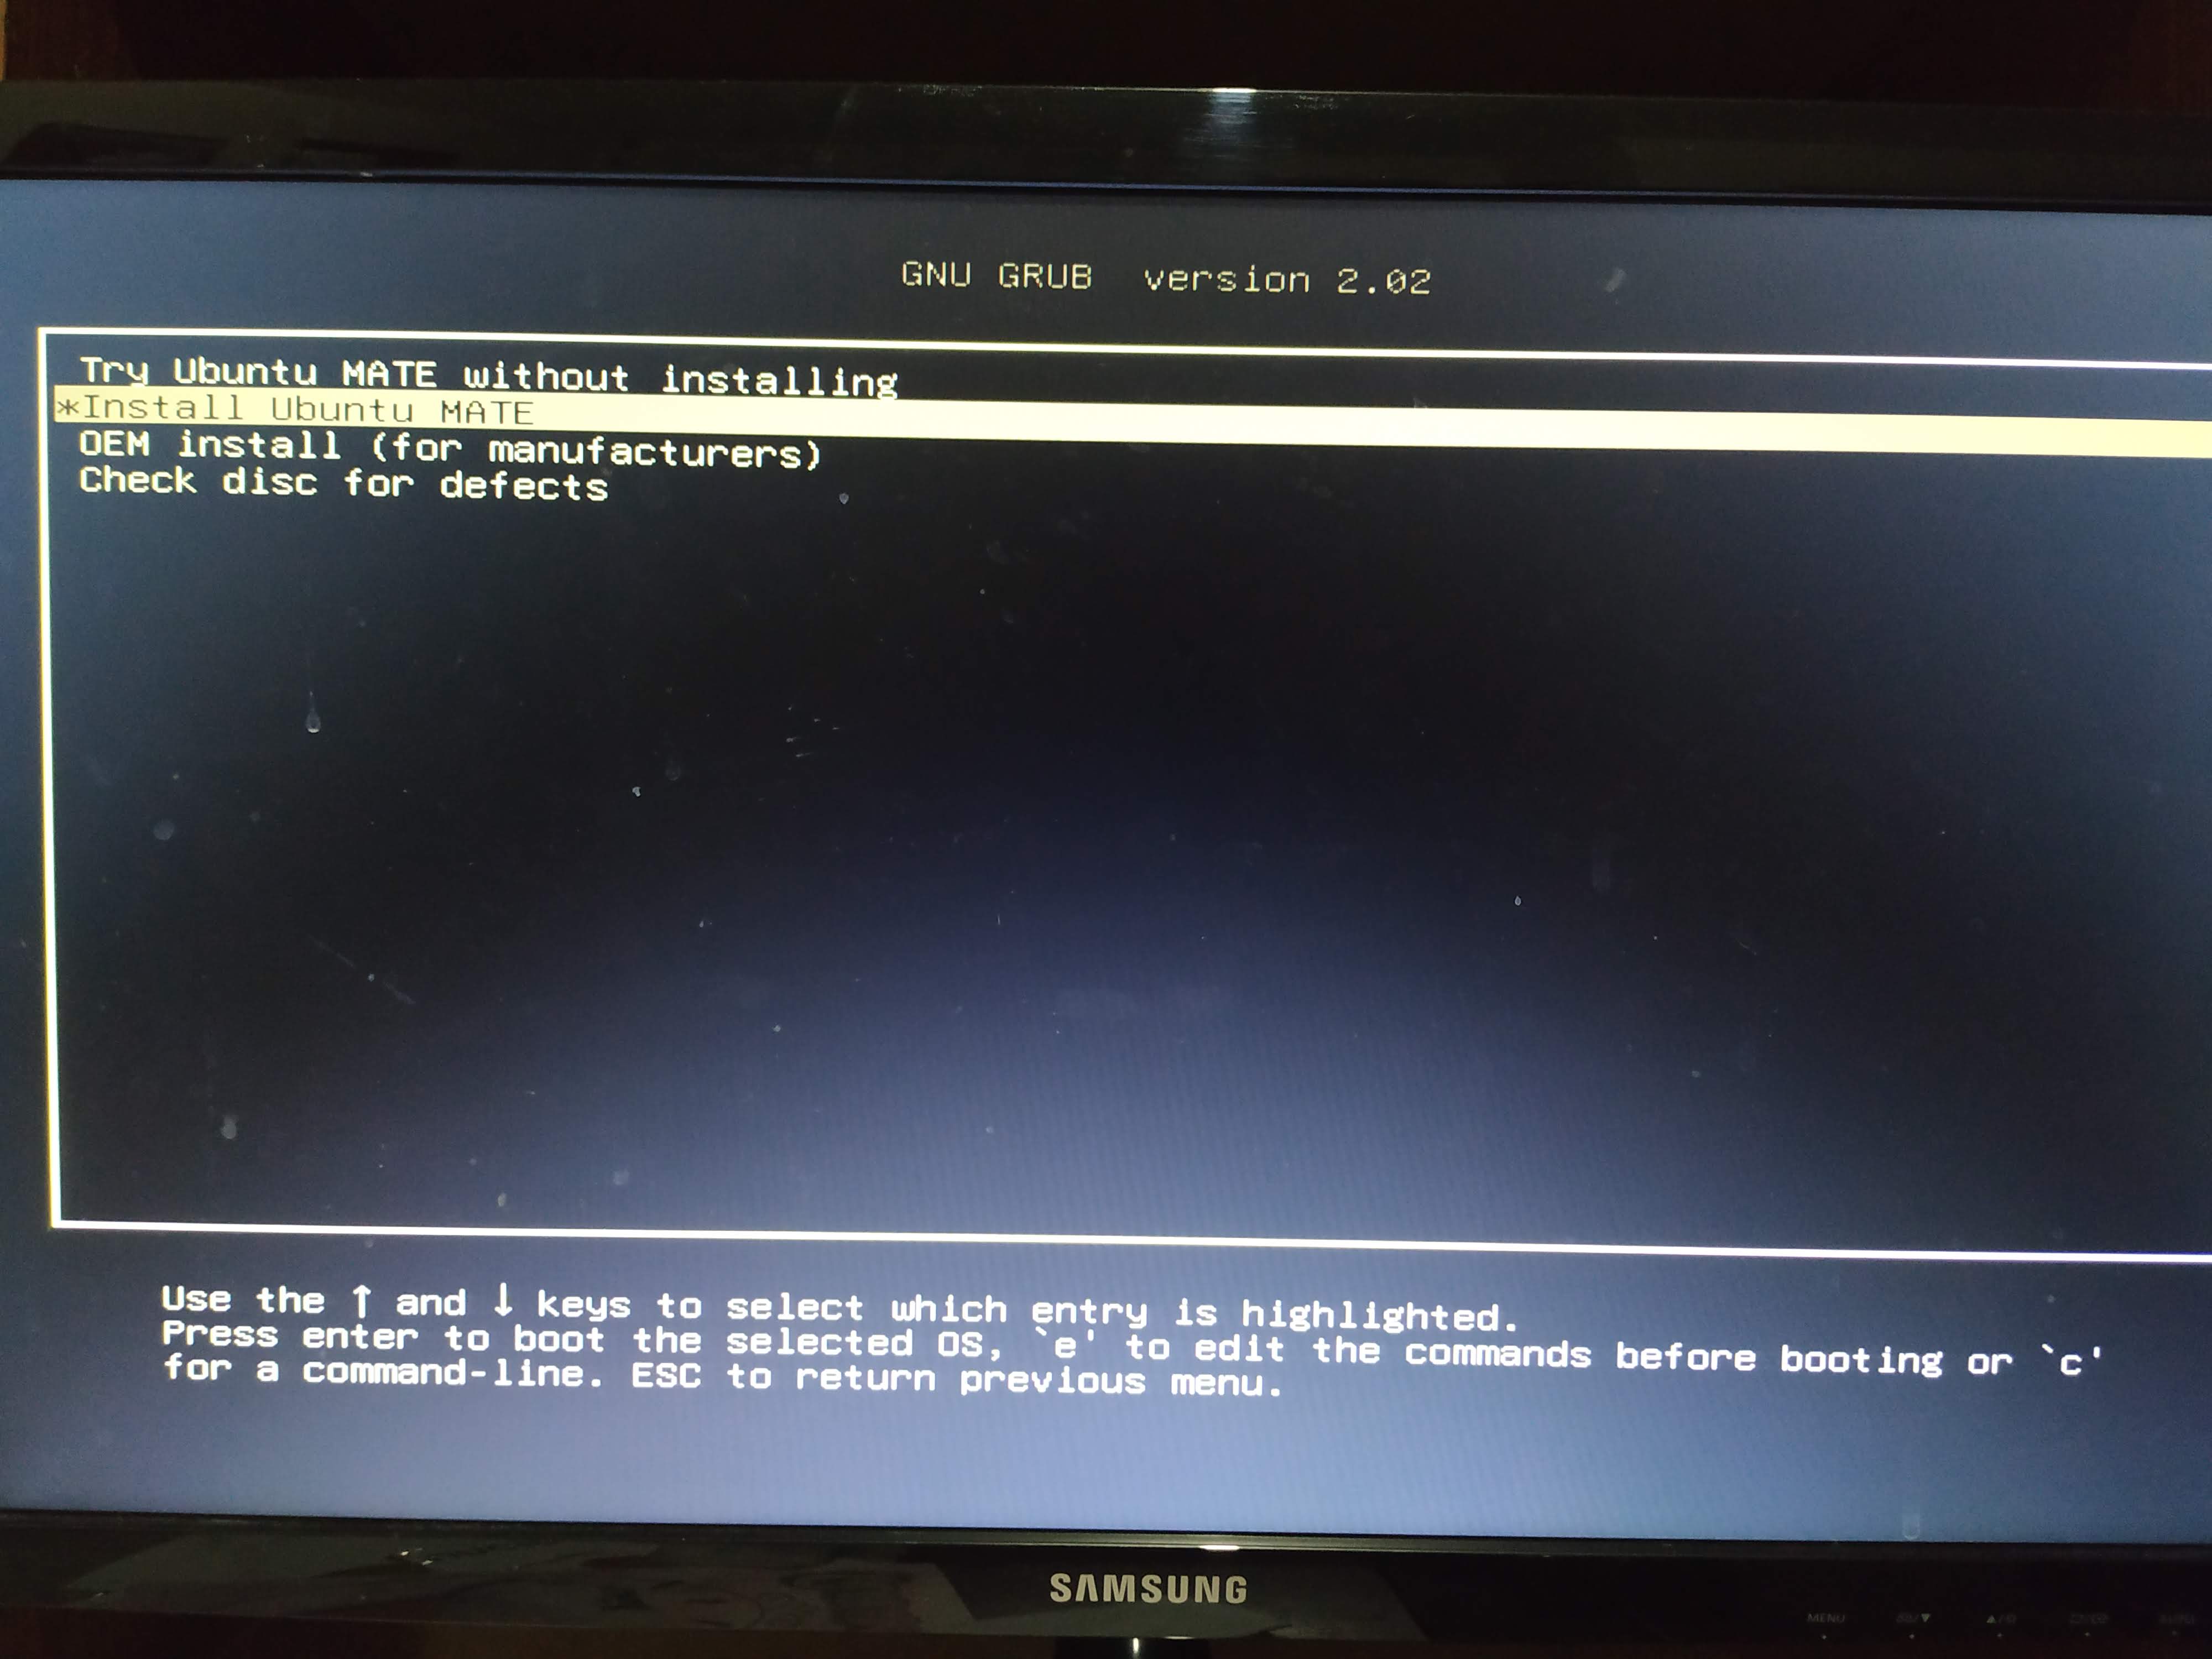 GNU GRUB version 2.02
Try Ubuntu MATE without installing
*Install Ubuntu MATE
OEM install (for manufacturers)
Check disc for defects
Use the ↑ and ↓ keys to select which entry is highlighted.
Press enter to boot the selected OS, `e' to edit the commands before booting or `c'
for a command-line. ESC to return previous menu.
SAMSUNG
MENU